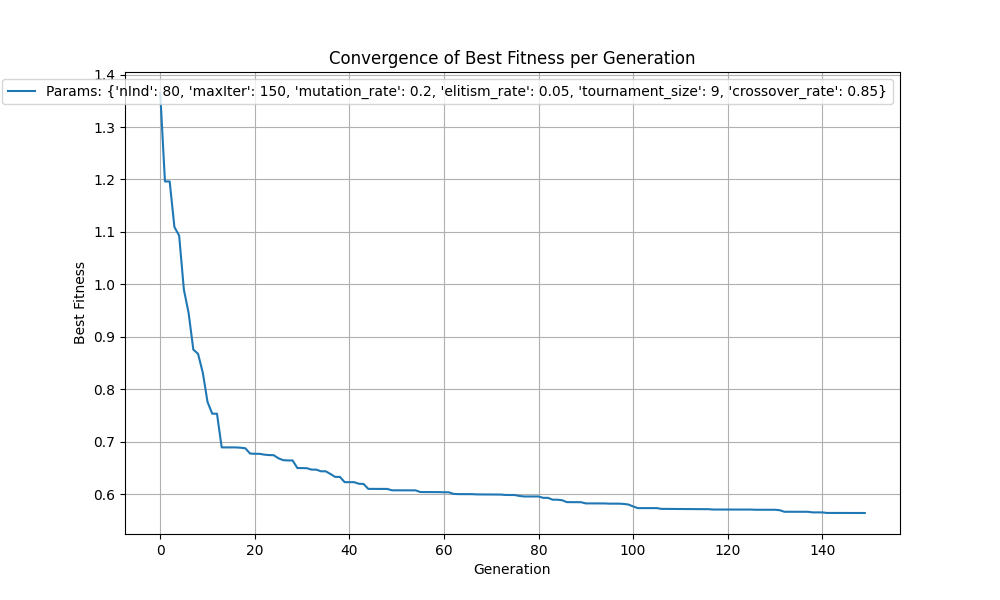 Convergence of Best Fitness per Generation
Params: {'nInd': 80, 'maxIter': 150, 'mutation_rate': 0.2, 'elitism_rate': 0.05, 'tournament_size': 9, 'crossover_rate': 0.85}
Best Fitness
1.4
1.3
1.2
1.1
1.0
0.9
0.8
0.7
0.6
0 20 40 60 80 100 120 140
Generation